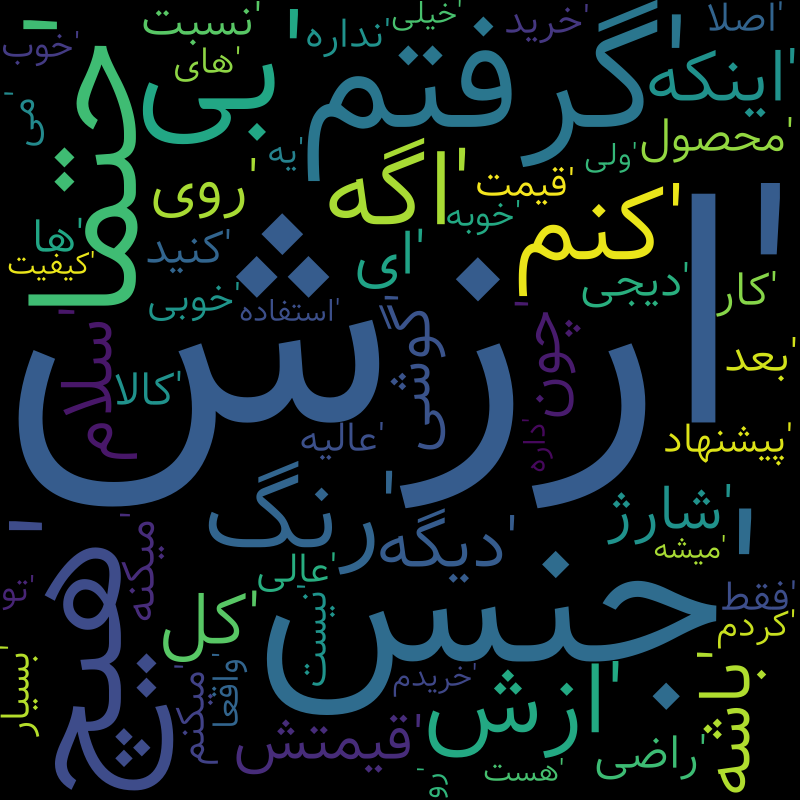 'خیلی
'خرید
'اصلا
'نسبت
'نداره
'خوب
'های
'گرفتم
'اینکه
'بی
'می
'حتما
'محصول
'یه
'ولی
'اگه
'قیمت
'روی
'کنم
'خوبه
'ها
'کنید
'ای
'کیفیت
'دیجی
'کار
'خوبی
'استفاده
'ارزش
'سلام
'گوشی
'چون
'بعد
'کالا
'عالیه
'داره
'پیشنهاد
'رنگ
'دیگه
'شارژ
'میکنه
'هیچ
'میشه
'جنس
'عالی
'تو
'فقط
'کل
'نیست
'کردم
'بسیار
'واقعا
'میکنم
'خریدم
'ازش
'باشه
'قیمتش
'راضی
'هست
'رو